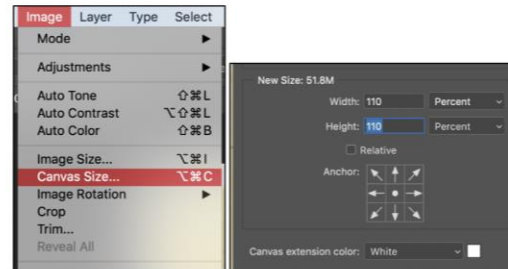 Image Layer Type Select
Mode
Adjustments
Auto Tone ⇧⌘L
Auto Contrast ⌥⇧⌘L
Auto Color ⇧⌘B
Image Size... ⌥⌘I
Canvas Size... ⌥⌘C
Image Rotation
Crop
Trim...
Reveal All
New Size: 51.8M
Width: 110 Percent
Height: 110 Percent
Relative
Anchor:
Canvas extension color: White